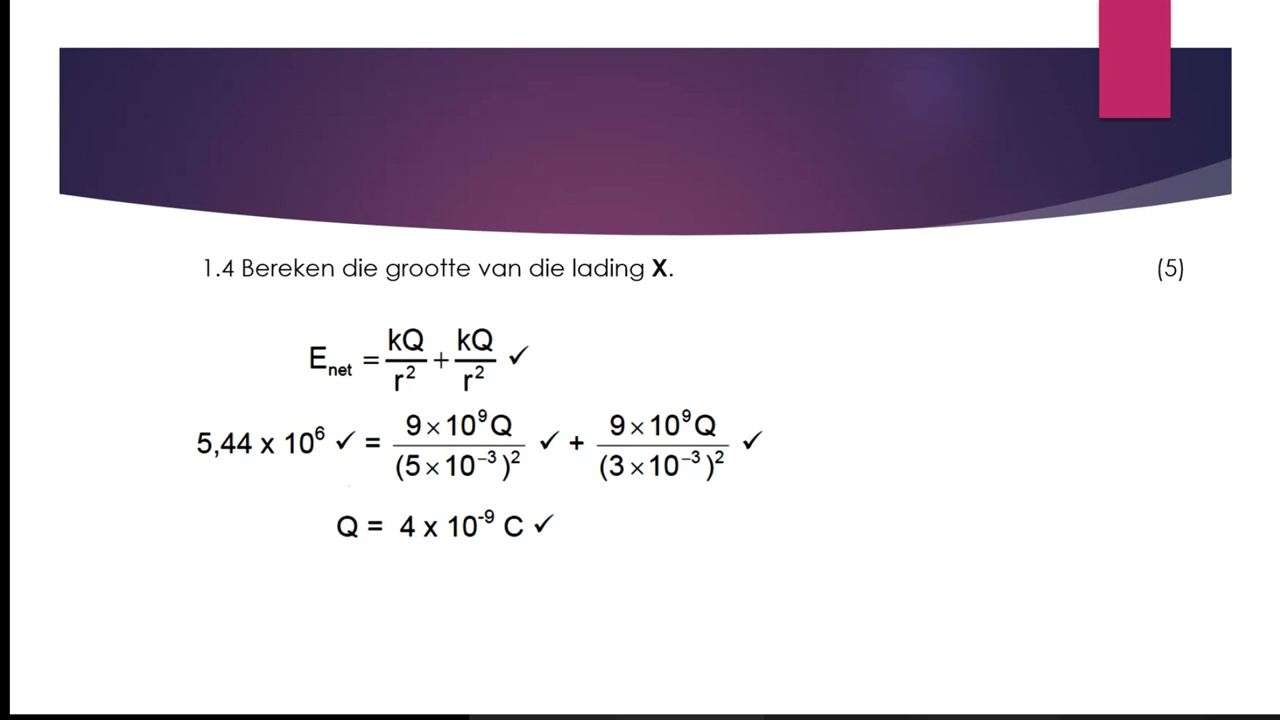 1.4 Bereken die grootte van die lading X. (5)
E_net = kQ/r² + kQ/r² ✓
5,44 x 10⁶ ✓ = 9 × 10⁹Q/(5 × 10⁻³)² ✓ + 9 × 10⁹Q/(3 × 10⁻³)² ✓
Q = 4 x 10⁻⁹ C ✓